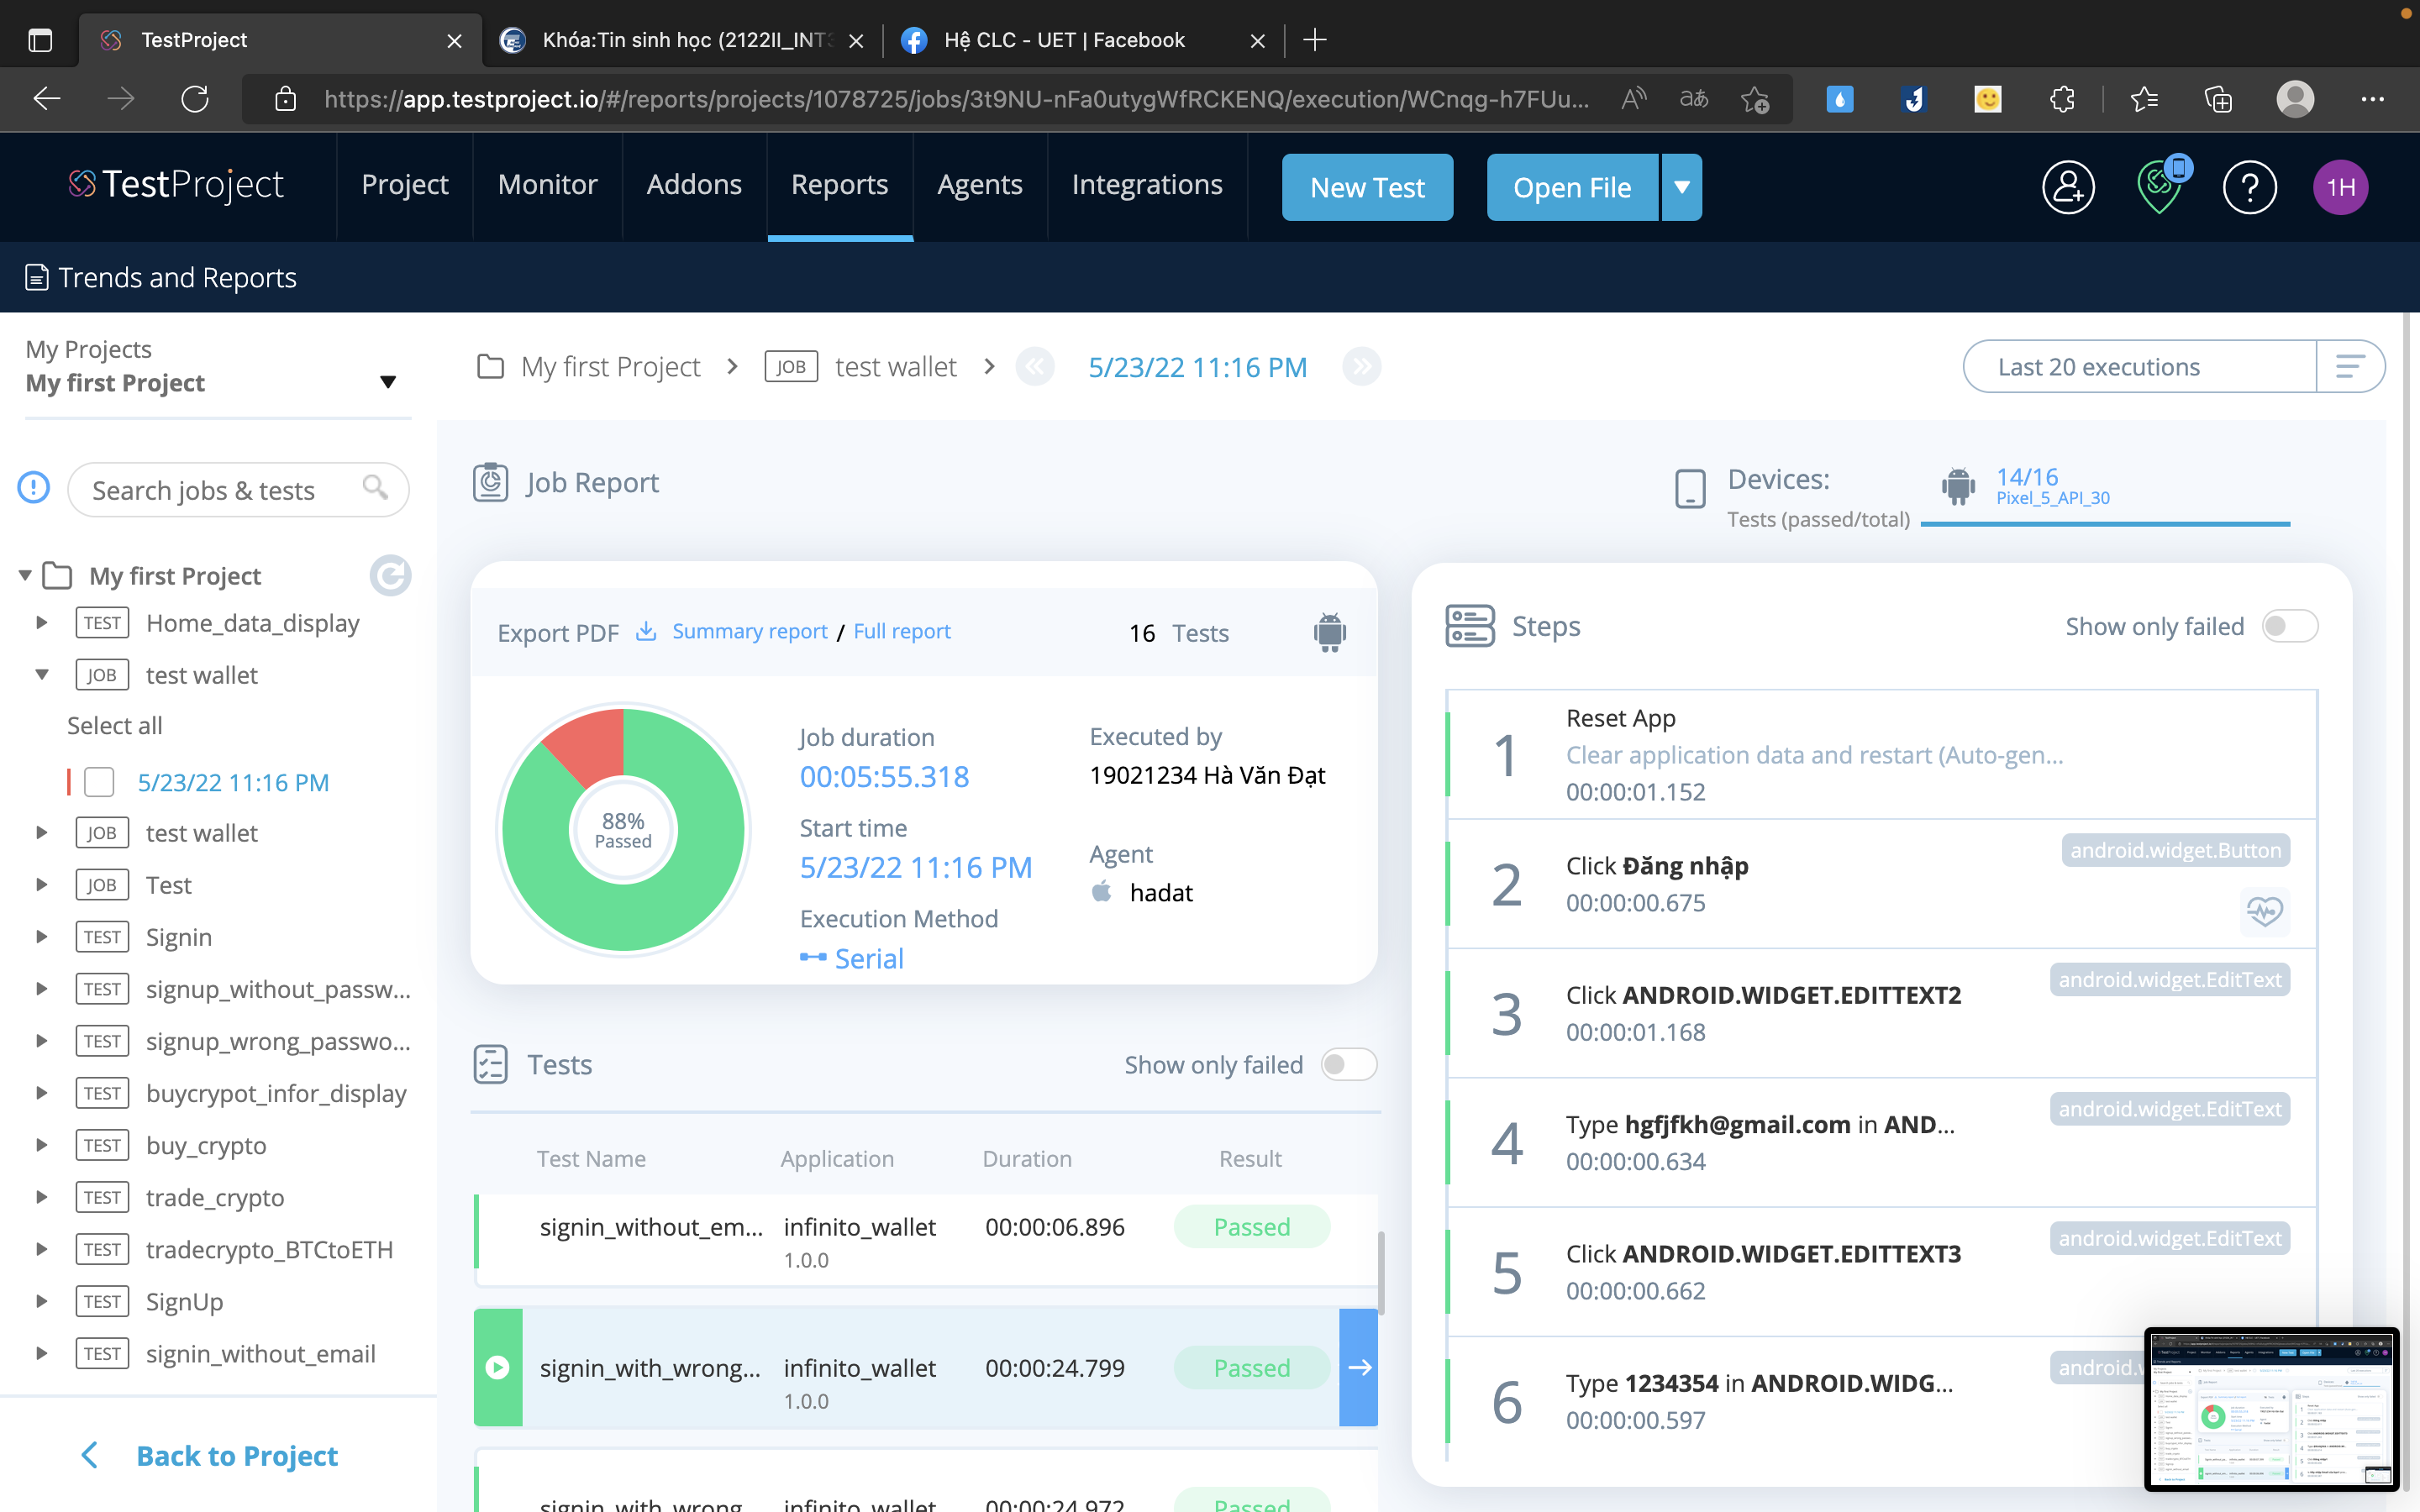 TestProject
Khóa:Tin sinh học (2122II_INT3
Hệ CLC - UET | Facebook
https://app.testproject.io/#/reports/projects/1078725/jobs/3t9NU-nFa0utygWfRCKENQ/execution/WCnqg-h7FUu...
TestProject
Project
Monitor
Addons
Reports
Agents
Integrations
New Test
Open File
1H
Trends and Reports
My Projects
My first Project
My first Project
JOB
test wallet
5/23/22 11:16 PM
Last 20 executions
Search jobs & tests
My first Project
TEST Home_data_display
JOB test wallet
Select all
5/23/22 11:16 PM
JOB test wallet
JOB Test
TEST Signin
TEST signup_without_passw...
TEST signup_wrong_passwo...
TEST buycrypot_infor_display
TEST buy_crypto
TEST trade_crypto
TEST tradecrypto_BTCtoETH
TEST SignUp
TEST signin_without_email
Back to Project
Job Report
Devices:
Tests (passed/total)
14/16
Pixel_5_API_30
Export PDF
Summary report / Full report
16 Tests
88%
Passed
Job duration
00:05:55.318
Start time
5/23/22 11:16 PM
Execution Method
Serial
Executed by
19021234 Hà Văn Đạt
Agent
hadat
Tests
Show only failed
Test Name Application Duration Result
signin_without_em... infinito_wallet 00:00:06.896 Passed
1.0.0
signin_with_wrong... infinito_wallet 00:00:24.799 Passed
1.0.0
signin_with_wrong infinito_wallet 00:00:24.972 Passed
Steps
Show only failed
1
Reset App
Clear application data and restart (Auto-gen...
00:00:01.152
2
Click Đăng nhập
android.widget.Button
00:00:00.675
3
Click ANDROID.WIDGET.EDITTEXT2
android.widget.EditText
00:00:01.168
4
Type hgfjfkh@gmail.com in AND...
android.widget.EditText
00:00:00.634
5
Click ANDROID.WIDGET.EDITTEXT3
android.widget.EditText
00:00:00.662
6
Type 1234354 in ANDROID.WIDG...
android.w
00:00:00.597